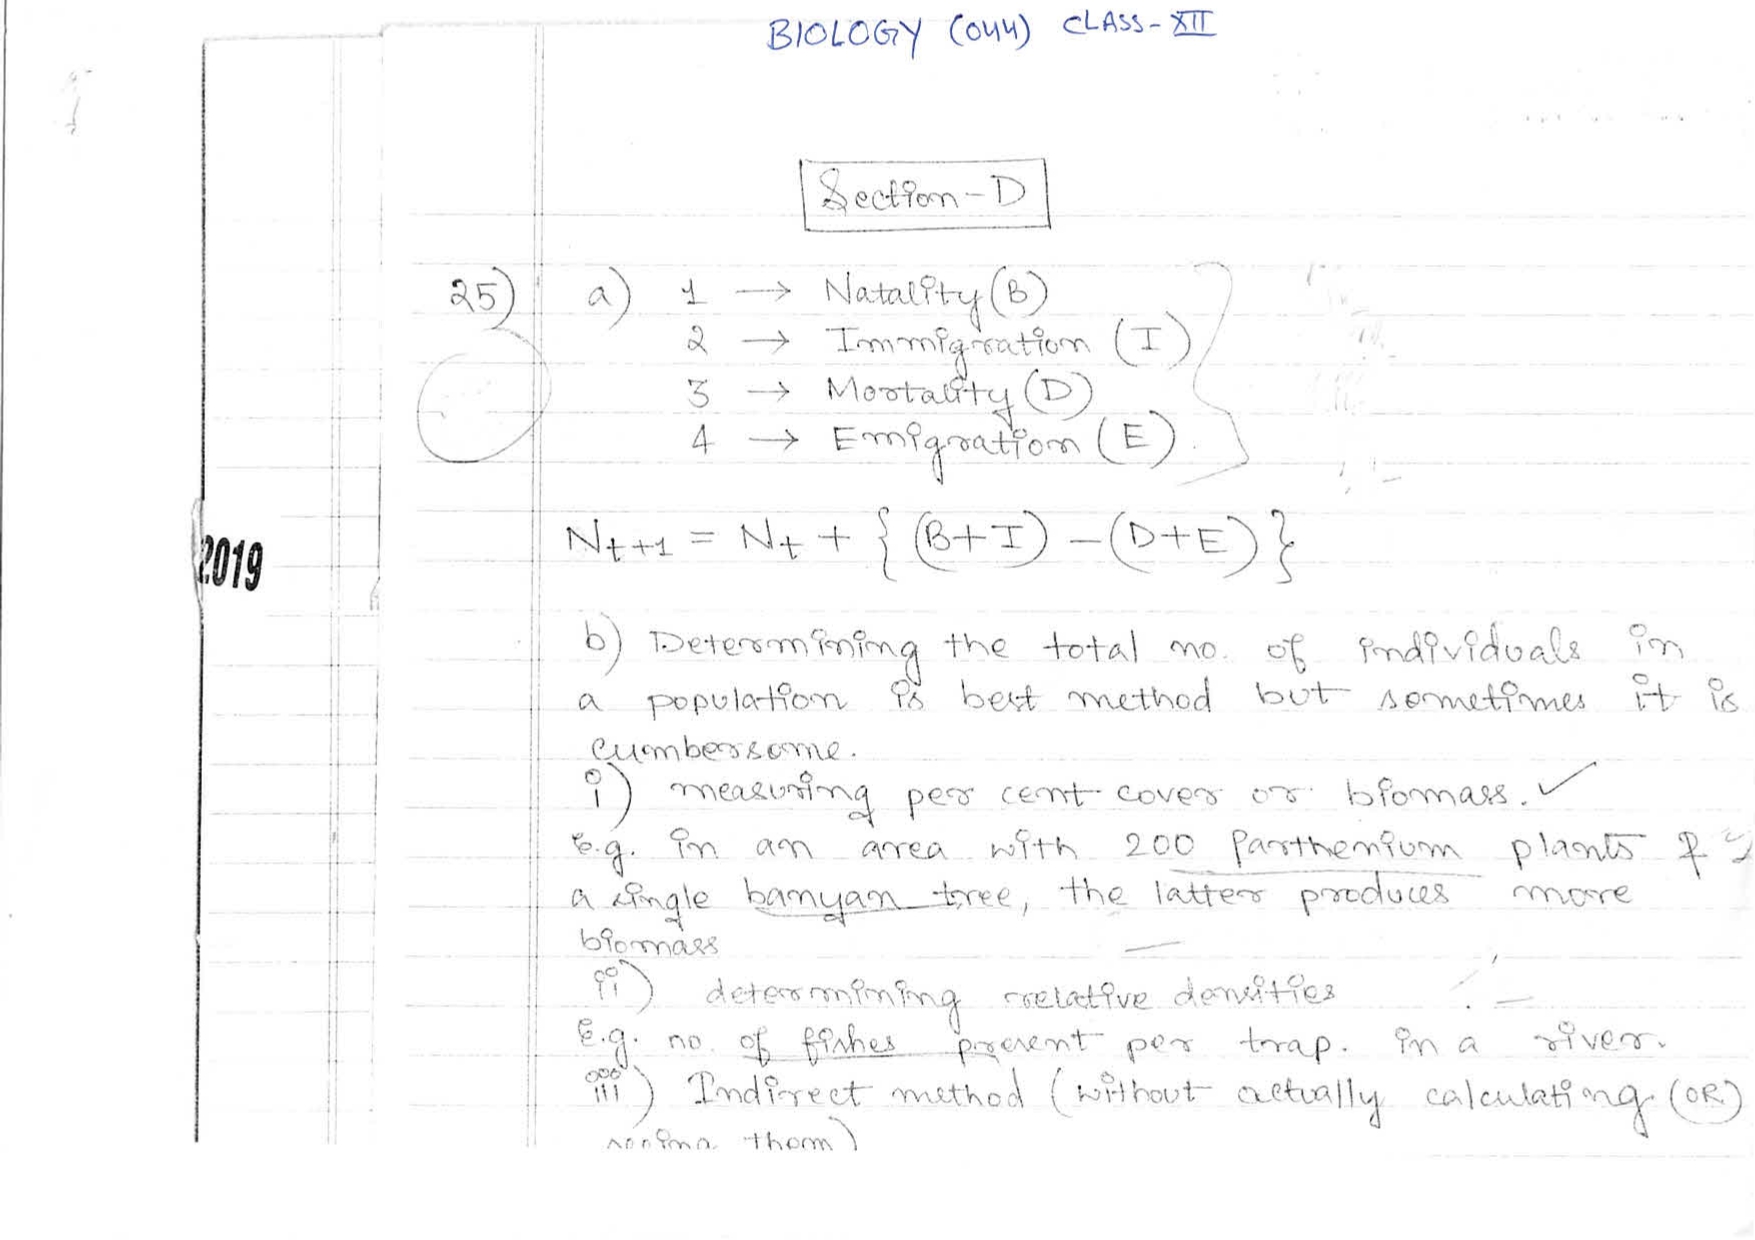 BIOLOGY (044) CLASS-XII
Section-D
25) a) 1 → Natality (B)
2 → Immigration (I)
3 → Mortality (D)
4 → Emigration (E)
2019
Nt+1 = Nt + {(B+I) - (D+E)}
b) Determining the total no. of individuals in
a population is best method but sometimes it is
cumbersome.
i) measuring per cent cover or biomass. ✓
E.g. in an area with 200 Parthenium plants &
a single banyan tree, the latter produces more
biomass
ii) determining relative densities
E.g. no. of fishes present per trap. in a river.
iii) Indirect method (without actually calculating (OR)
them)